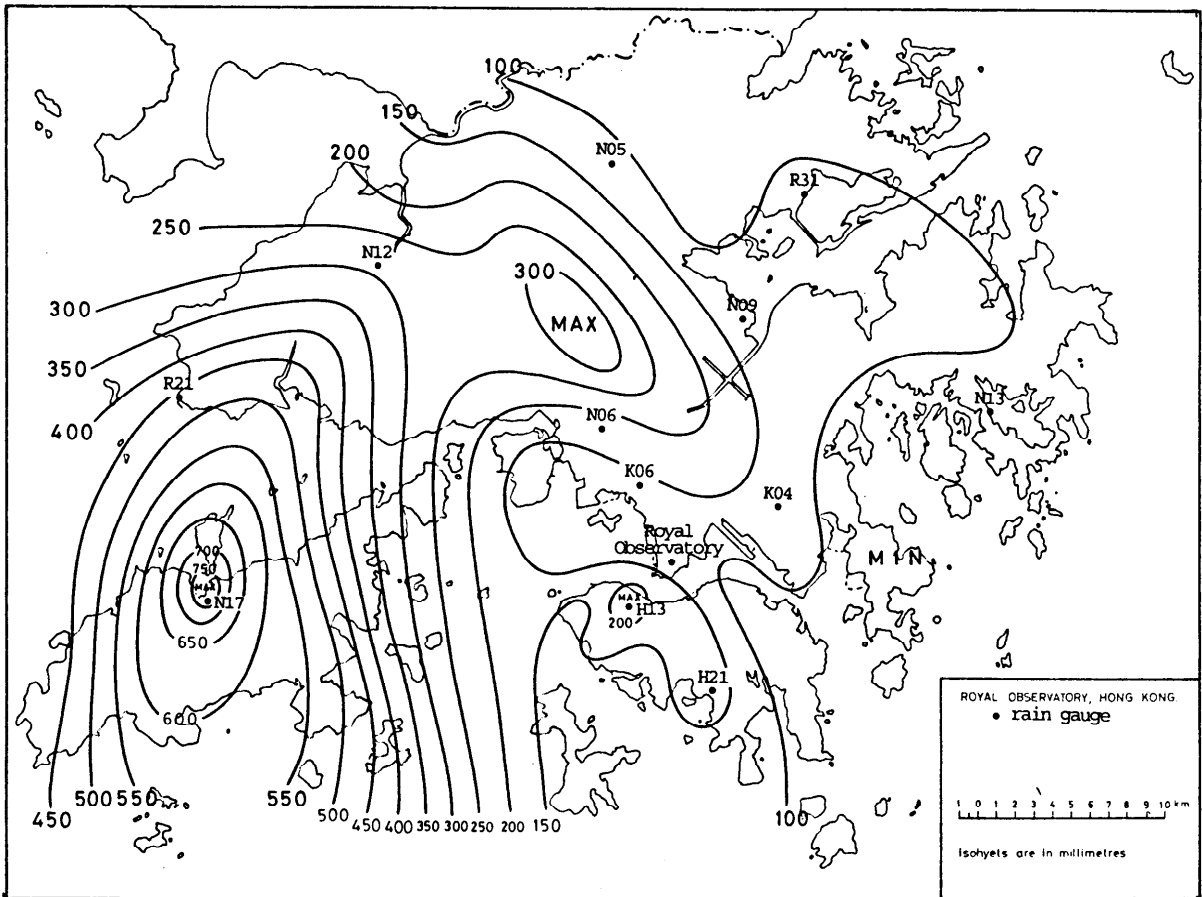 100
150
N05
200
R31
250
N12
300
300
N09
MAX
350
R21
400
N06
N13
K06
K04
Royal
Observatory
MIN
700
750
MAX
N17
MAX
H13
200
650
H21
600
ROYAL OBSERVATORY, HONG KONG.
rain gauge
450
500
550
550
500
450
400
350
300
250
200
150
100
1 0 1 2 3 4 5 6 7 8 9 10 km
Isohyets are in millimetres